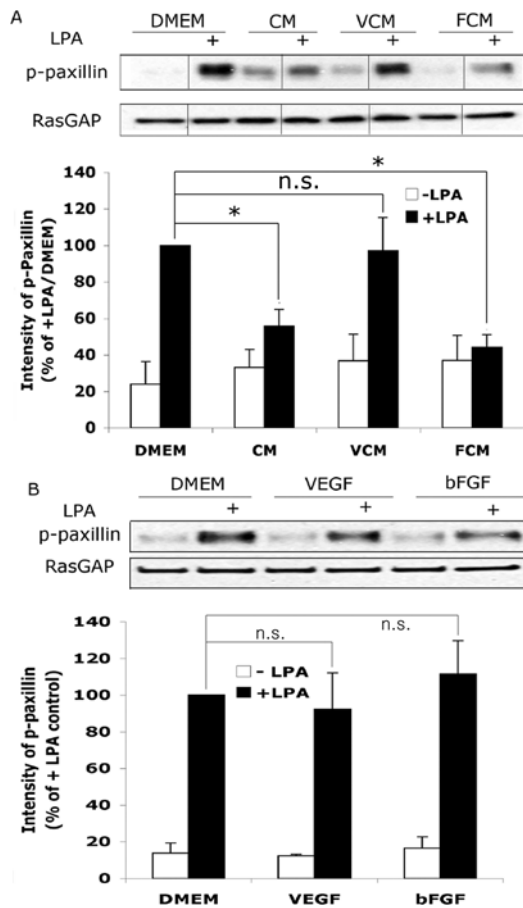 A
DMEM CM VCM FCM
LPA + + + +
p-paxillin
RasGAP
*
n.s.
*
-LPA
+LPA
Intensity of p-Paxillin
(% of +LPA/DMEM)
140
120
100
80
60
40
20
0
DMEM CM VCM FCM
B
DMEM VEGF bFGF
LPA + + +
p-paxillin
RasGAP
n.s. n.s.
- LPA
+LPA
Intensity of p-paxillin
(% of + LPA control)
140
120
100
80
60
40
20
0
DMEM VEGF bFGF